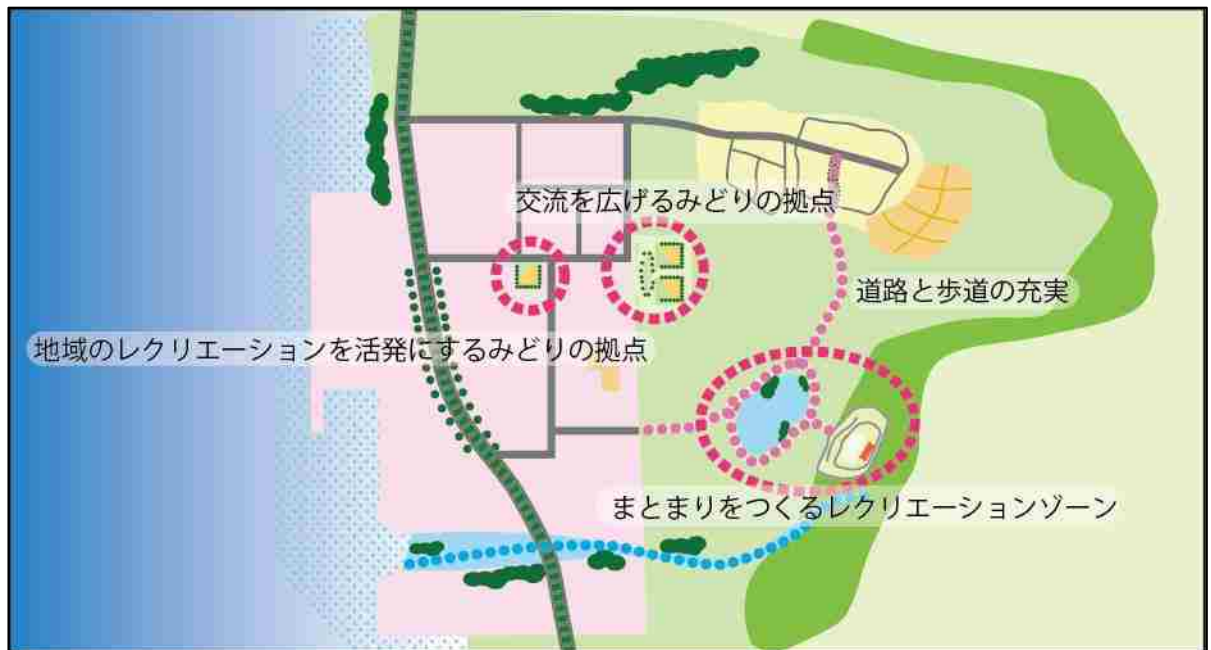 交流を広げるみどりの拠点
道路と歩道の充実
地域のレクリエーションを活発にするみどりの拠点
まとまりをつくるレクリエーションゾーン